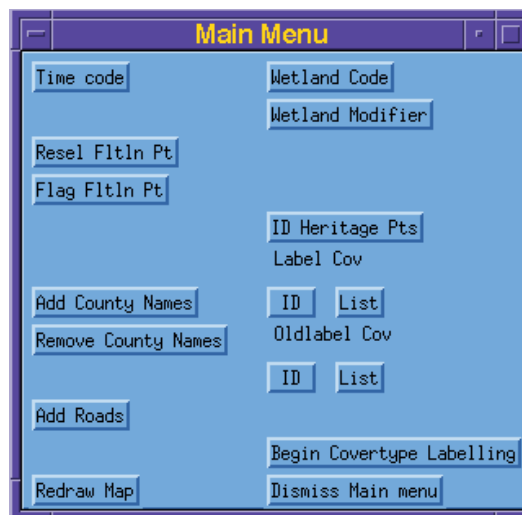 Main Menu
Time code
Wetland Code
Wetland Modifier
Resel Fltln Pt
Flag Fltln Pt
ID Heritage Pts
Label Cov
Add County Names
ID List
Remove County Names
Oldlabel Cov
ID List
Add Roads
Begin Covertype Labelling
Redraw Map
Dismiss Main menu